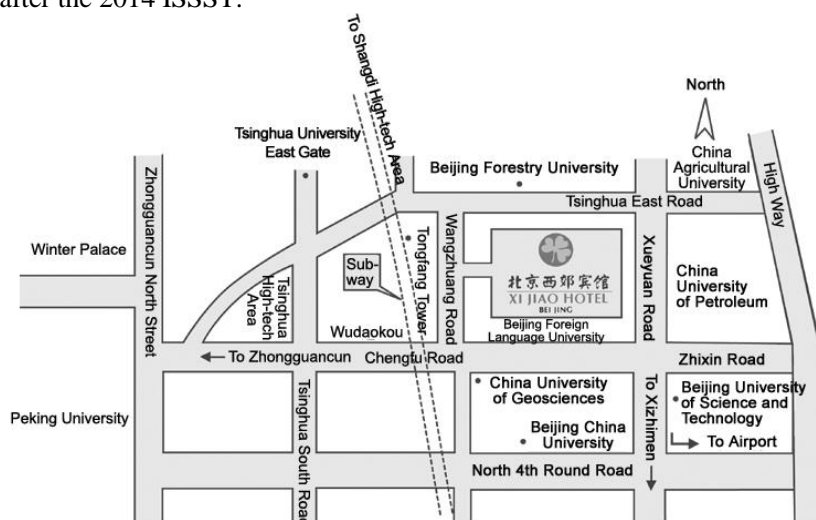 after the 2014 ISSST.
To Shangdi High-tech Area
North
Tsinghua University
East Gate
Beijing Forestry University
China
Agricultural
University
High Way
Tsinghua East Road
Zhongguancun North Street
Winter Palace
Tsinghua
High-tech
Area
Sub-
way
Tongfang Tower
Wangzhuang Road
北京西郊宾馆
XI JIAO HOTEL
BEI JING
Xueyuan Road
China
University
of Petroleum
Wudaokou
Beijing Foreign
Language University
To Zhongguancun
Chengfu Road
Zhixin Road
Peking University
Tsinghua South Road
China University
of Geosciences
To Xizhimen
Beijing University
of Science and
Technology
Beijing China
University
To Airport
North 4th Round Road